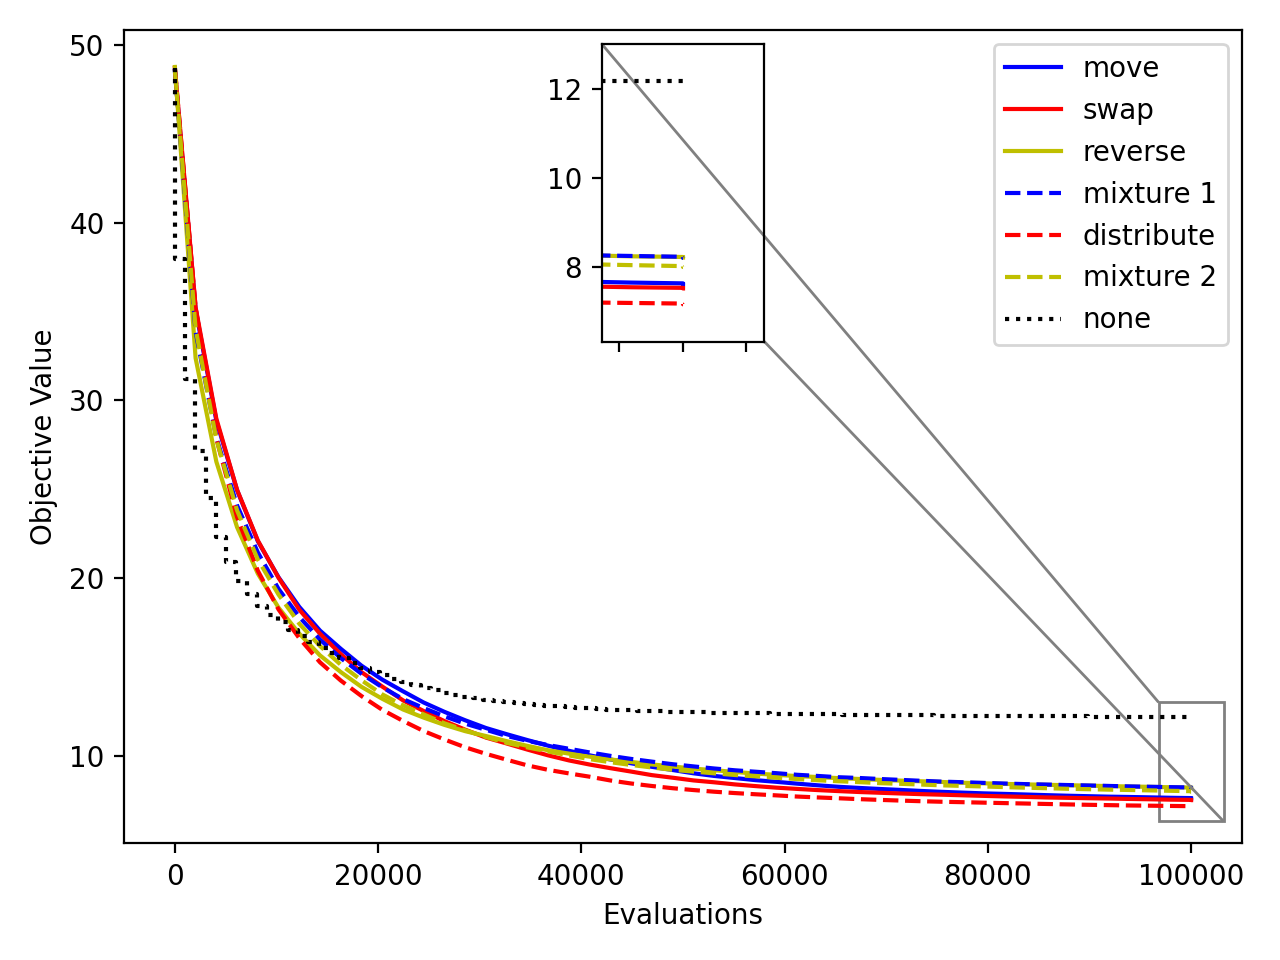 50
40
30
20
10
Objective Value
12
10
8
move
swap
reverse
mixture 1
distribute
mixture 2
none
0
20000
40000
60000
80000
100000
Evaluations